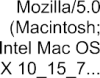 Mozilla/5.0
(Macintosh;
Intel Mac OS
X 10_15_7...